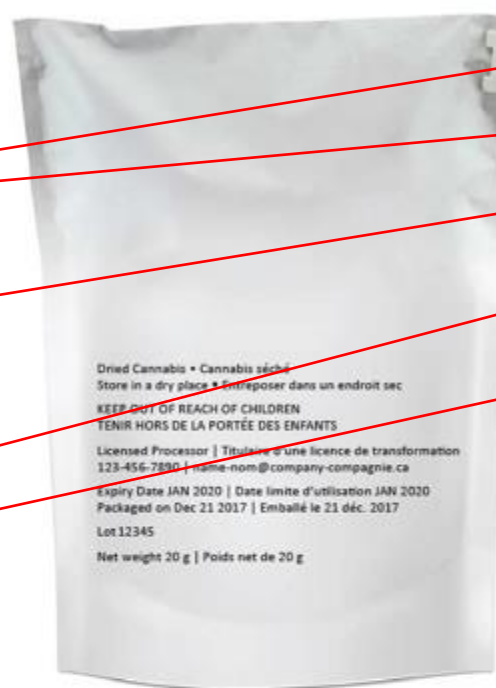 Dried Cannabis • Cannabis séché
Store in a dry place • Entreposer dans un endroit sec
KEEP OUT OF REACH OF CHILDREN
TENIR HORS DE LA PORTÉE DES ENFANTS
Licensed Processor | Titulaire d'une licence de transformation
123-456-7890 | name-nom@company-compagnie.ca
Expiry Date JAN 2020 | Date limite d'utilisation JAN 2020
Packaged on Dec 21 2017 | Emballé le 21 déc. 2017
Lot 12345
Net weight 20 g | Poids net de 20 g